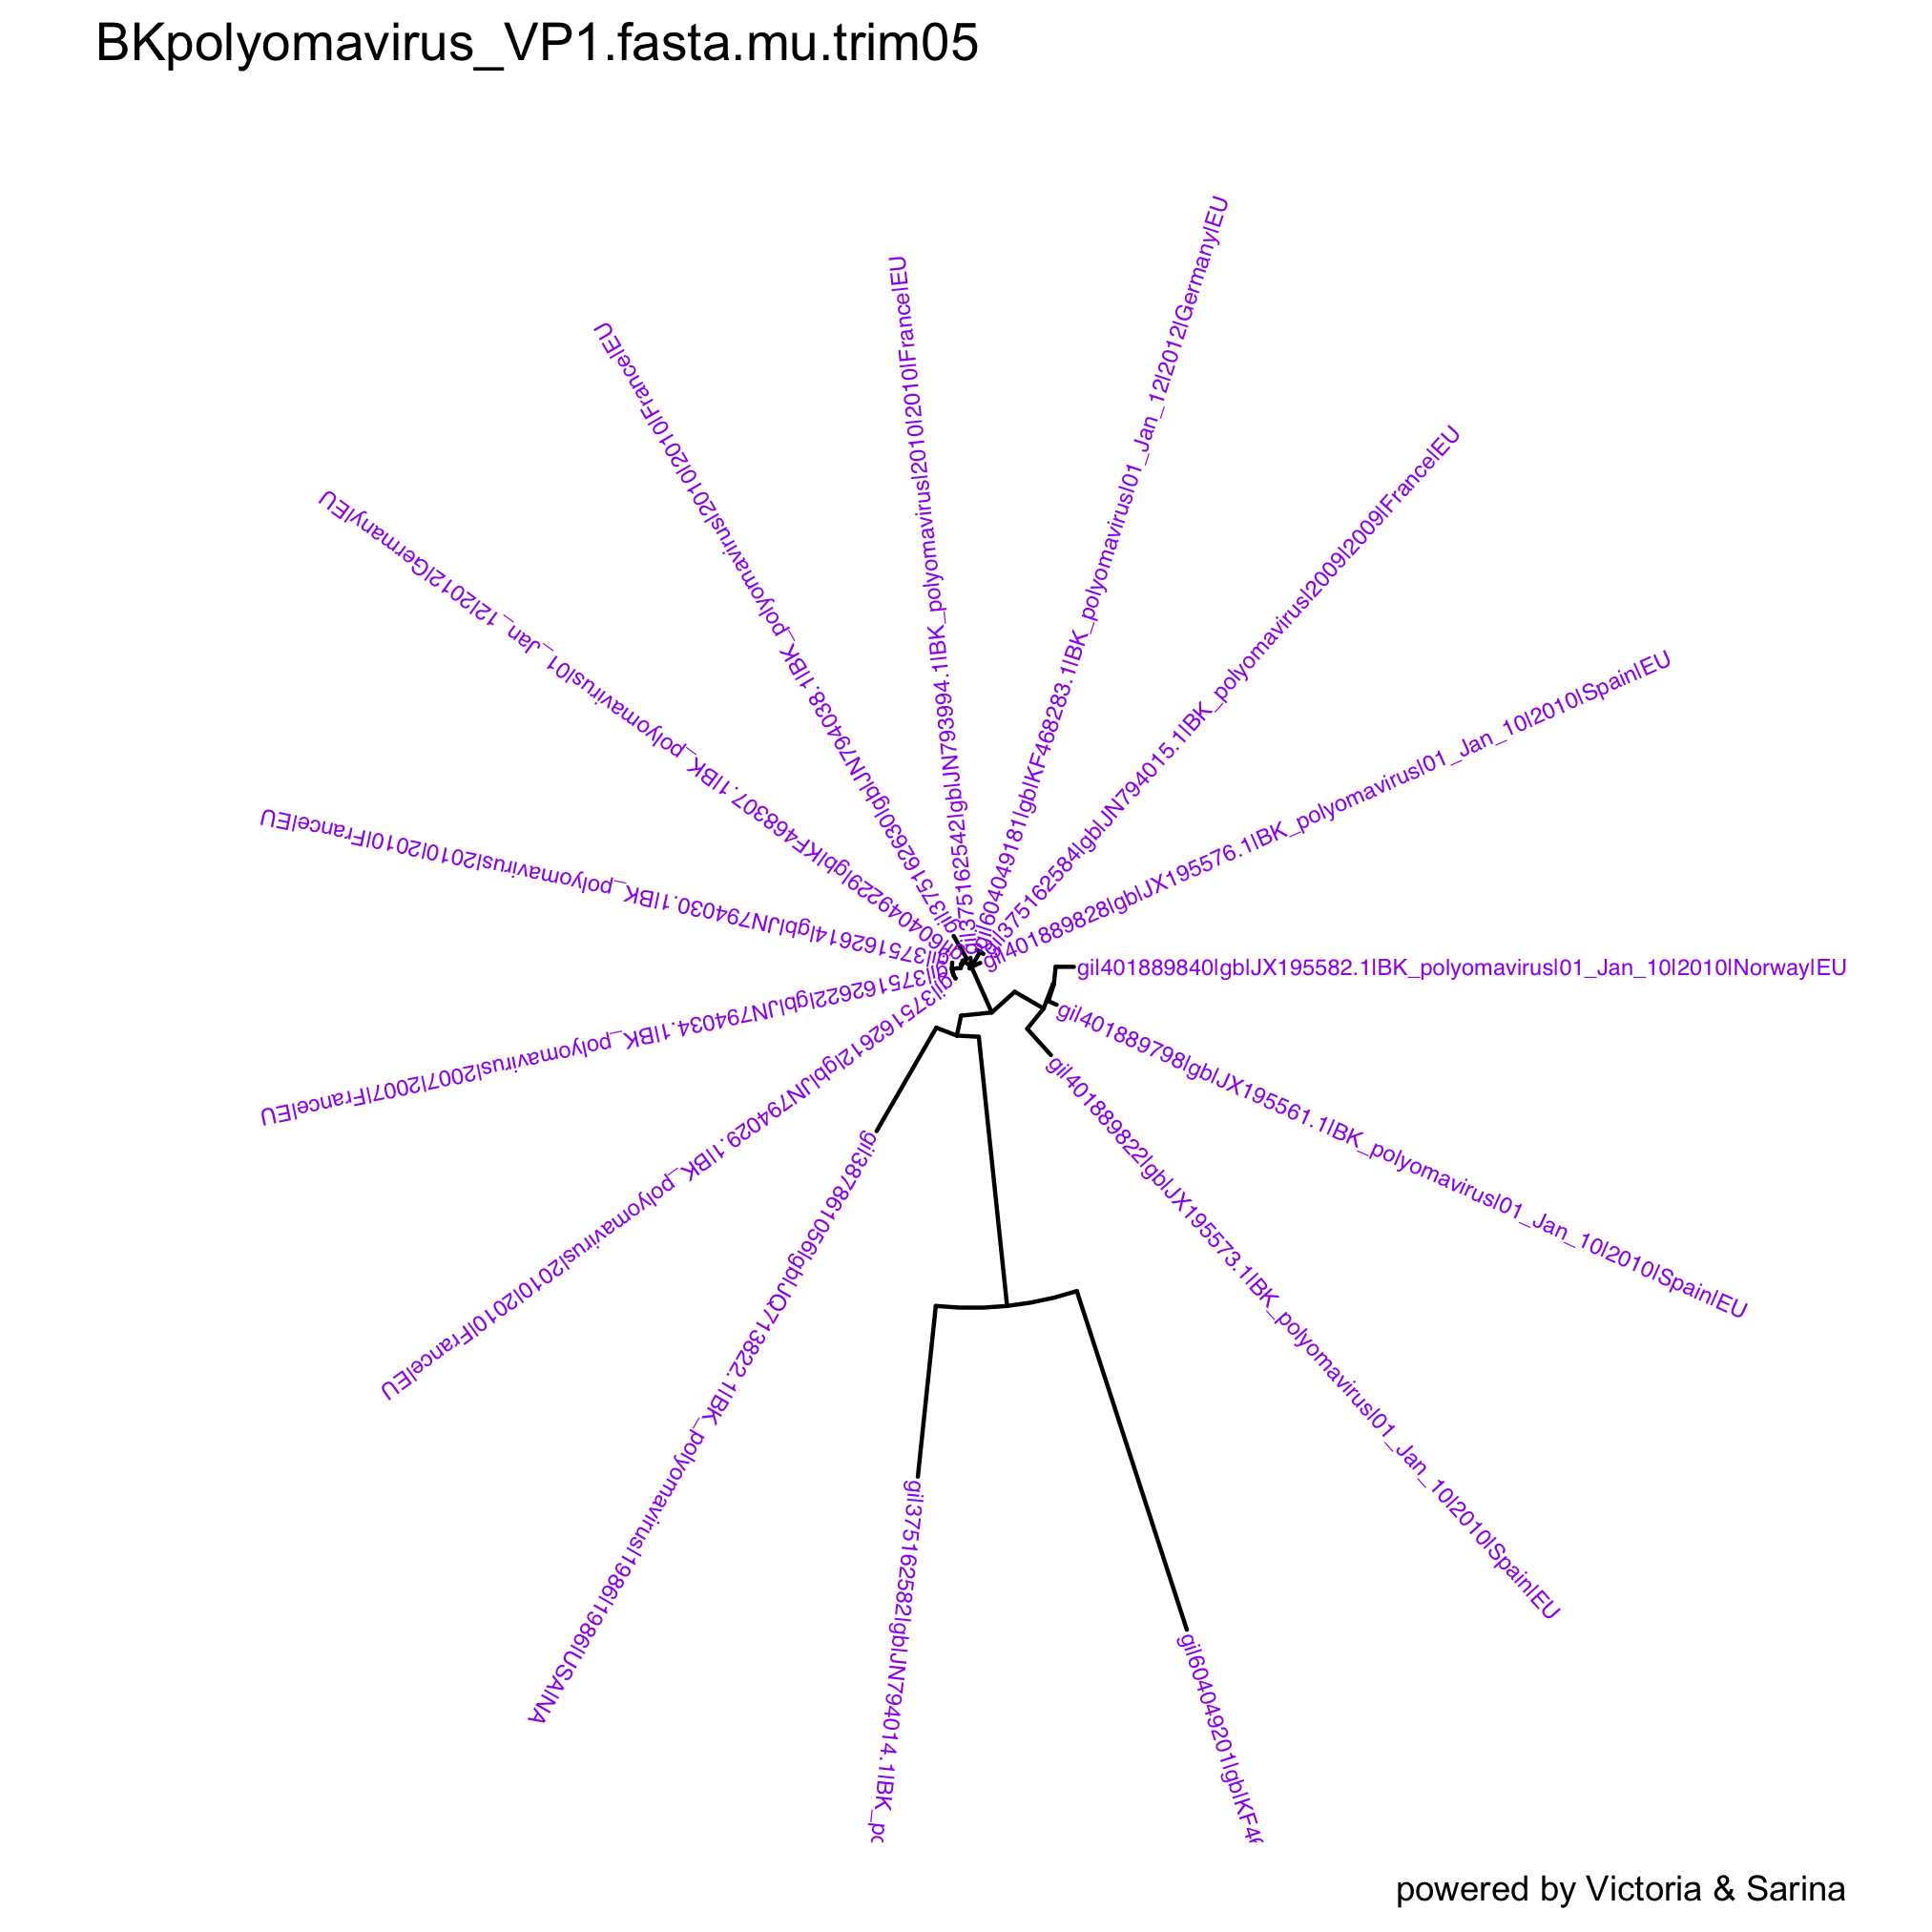 BKpolyomavirus_VP1.fasta.mu.trim05
gi|401889840|gb|JX195582.1|BK_polyomavirus|01_Jan_10|2010|Norway|EU
gi|401889828|gb|JX195576.1|BK_polyomavirus|01_Jan_10|2010|Spain|EU
gi|375162584|gb|JN794015.1|BK_polyomavirus|2009|2009|France|EU
gi|604049181|gb|KF468283.1|BK_polyomavirus|01_Jan_12|2012|Germany|EU
gi|375162542|gb|JN793994.1|BK_polyomavirus|2010|2010|France|EU
gi|375162630|gb|JN794038.1|BK_polyomavirus|2010|2010|France|EU
gi|604049229|gb|KF468307.1|BK_polyomavirus|01_Jan_12|2012|Germany|EU
gi|375162614|gb|JN794030.1|BK_polyomavirus|2010|2010|France|EU
gi|375162622|gb|JN794034.1|BK_polyomavirus|2007|2007|France|EU
gi|375162612|gb|JN794029.1|BK_polyomavirus|2010|2010|France|EU
gi|387861056|gb|JQ713822.1|BK_polyomavirus|1986|1986|USA|NA
gi|375162582|gb|JN794014.1|BK_po
gi|604049201|gb|KF46
gi|401889822|gb|JX195573.1|BK_polyomavirus|01_Jan_10|2010|Spain|EU
gi|401889798|gb|JX195561.1|BK_polyomavirus|01_Jan_10|2010|Spain|EU
powered by Victoria & Sarina